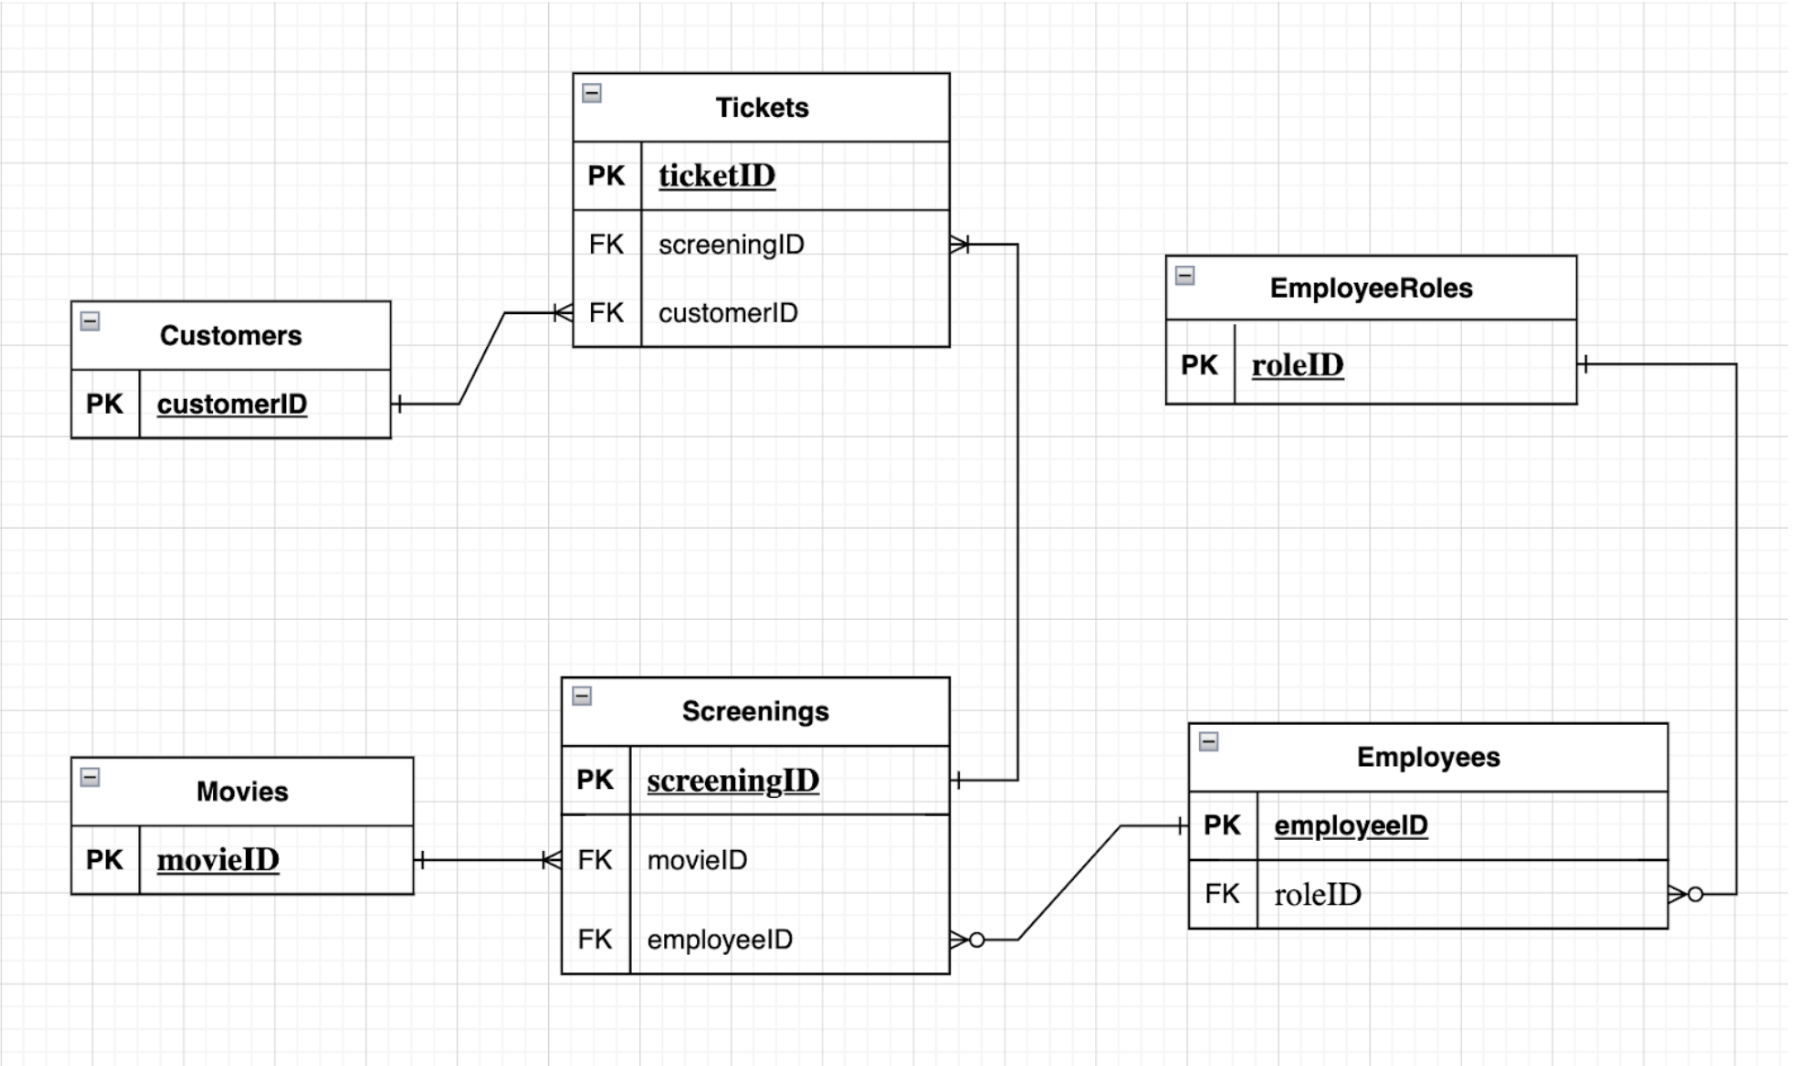 Tickets
PK ticketID
FK screeningID
FK customerID
Customers
PK customerID
EmployeeRoles
PK roleID
Screenings
PK screeningID
FK movieID
FK employeeID
Movies
PK movieID
Employees
PK employeeID
FK roleID